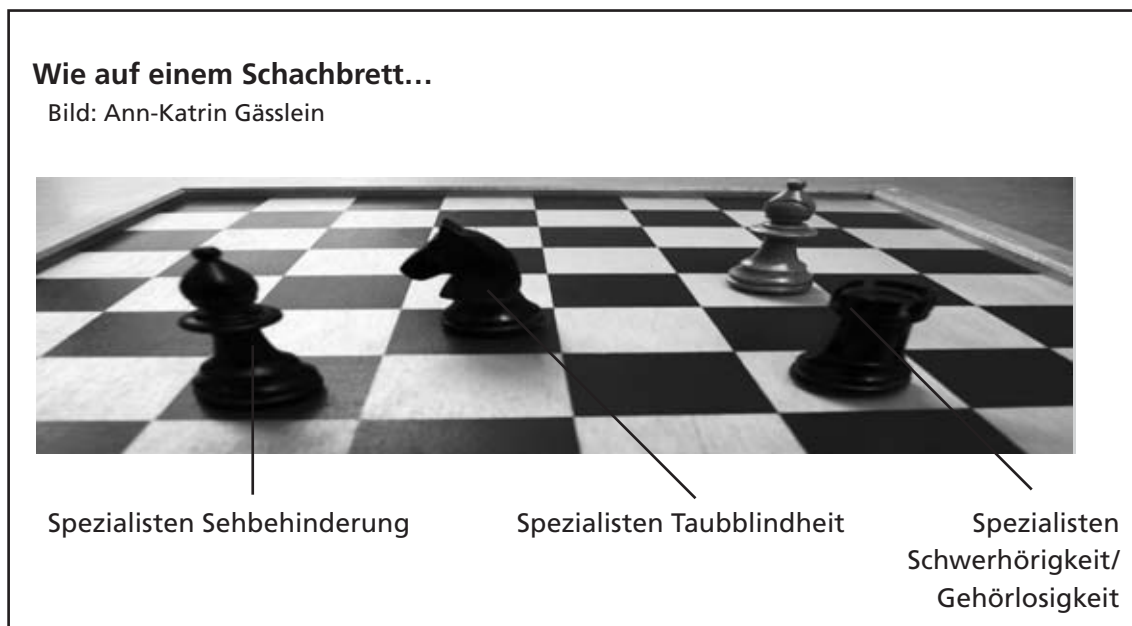 Wie auf einem Schachbrett...
Bild: Ann-Katrin Gässlein
Spezialisten Sehbehinderung
Spezialisten Taubblindheit
Spezialisten
Schwerhörigkeit/
Gehörlosigkeit